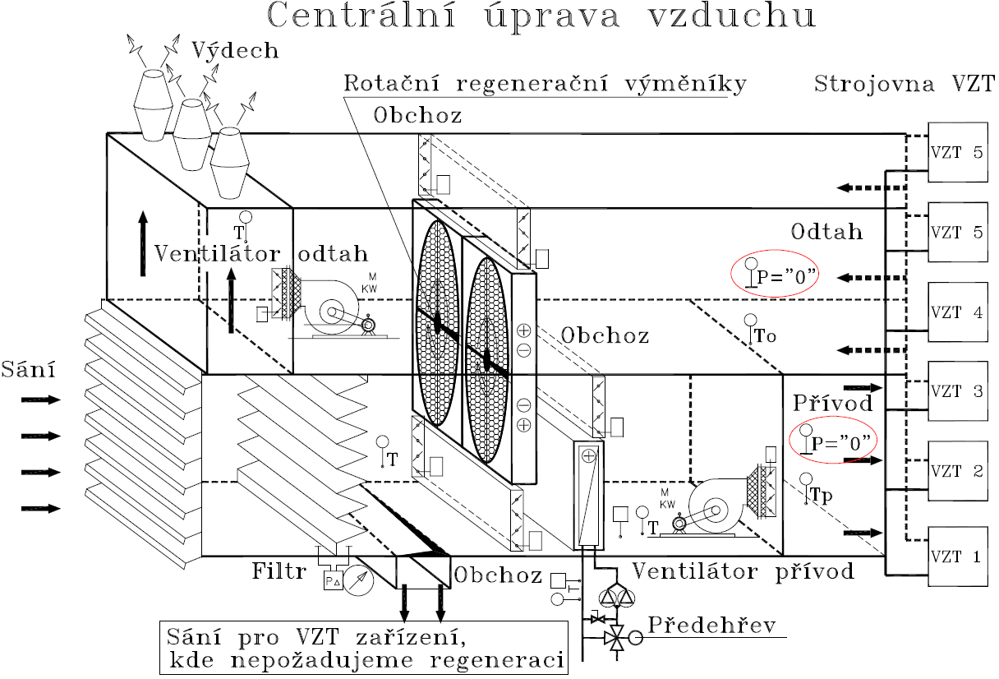 Centrální úprava vzduchu
Výdech
Rotační regenerační výměníky
Strojovna VZT
Obchoz
VZT 5
VZT 5
Odtah
T
Ventilátor odtah
P="0"
M
KW
VZT 4
To
Obchoz
Sání
VZT 3
Přívod
P="0"
T
VZT 2
M
KW
Tp
T
VZT 1
Filtr
P△
Obchoz
Ventilátor přívod
T
Předehřev
Sání pro VZT zařízení,
kde nepožadujeme regeneraci